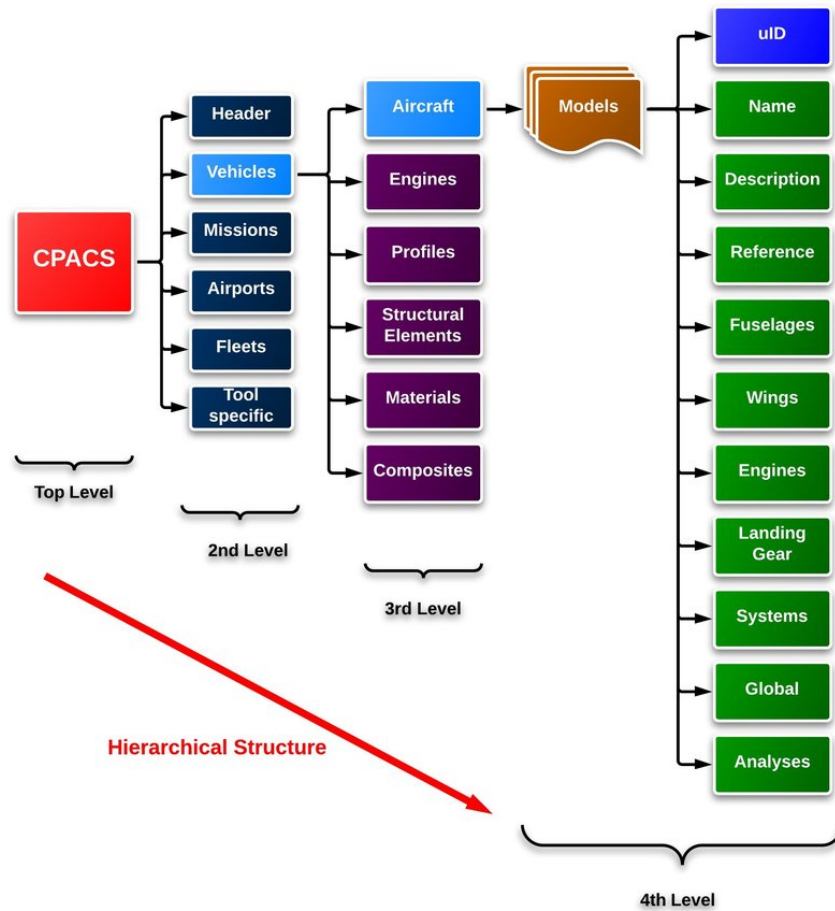 CPACS
Top Level
Header
Vehicles
Missions
Airports
Fleets
Tool
specific
2nd Level
Aircraft
Engines
Profiles
Structural
Elements
Materials
Composites
3rd Level
Models
uID
Name
Description
Reference
Fuselages
Wings
Engines
Landing
Gear
Systems
Global
Analyses
4th Level
Hierarchical Structure